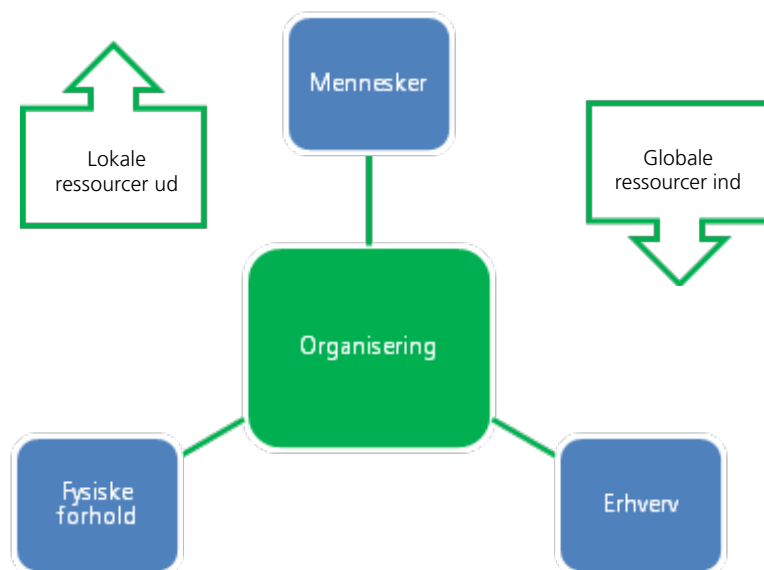 Mennesker
Lokale
ressourcer ud
Globale
ressourcer ind
Organisering
Fysiske
forhold
Erhverv